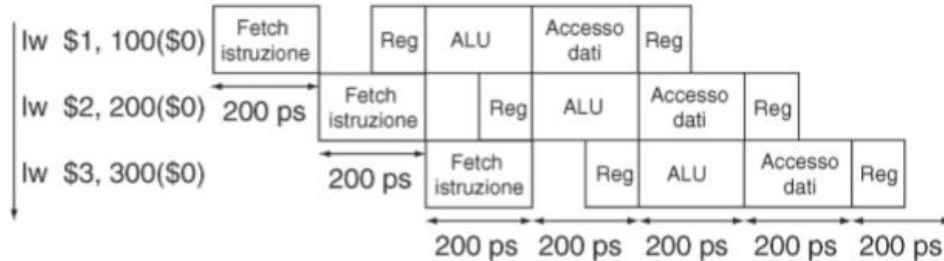 lw $1, 100($0) Fetch istruzione Reg ALU Accesso dati Reg
lw $2, 200($0) 200 ps Fetch istruzione Reg ALU Accesso dati Reg
lw $3, 300($0) 200 ps Fetch istruzione Reg ALU Accesso dati Reg
200 ps 200 ps 200 ps 200 ps 200 ps